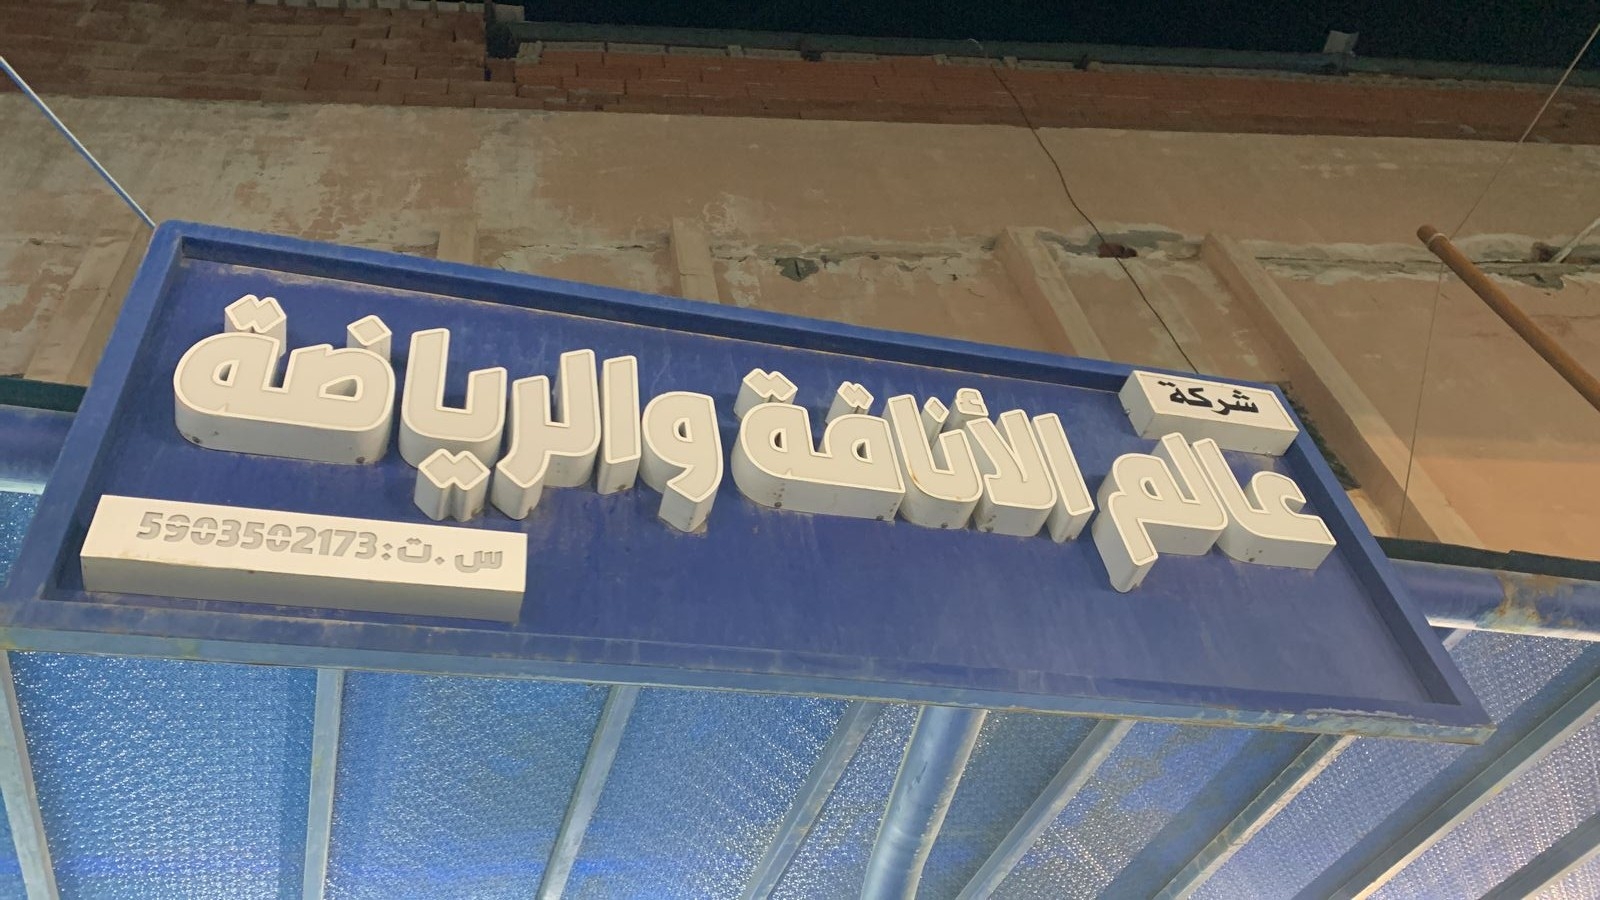 شركة
عالم الأناقة والرياضة
س.ت:5903502173